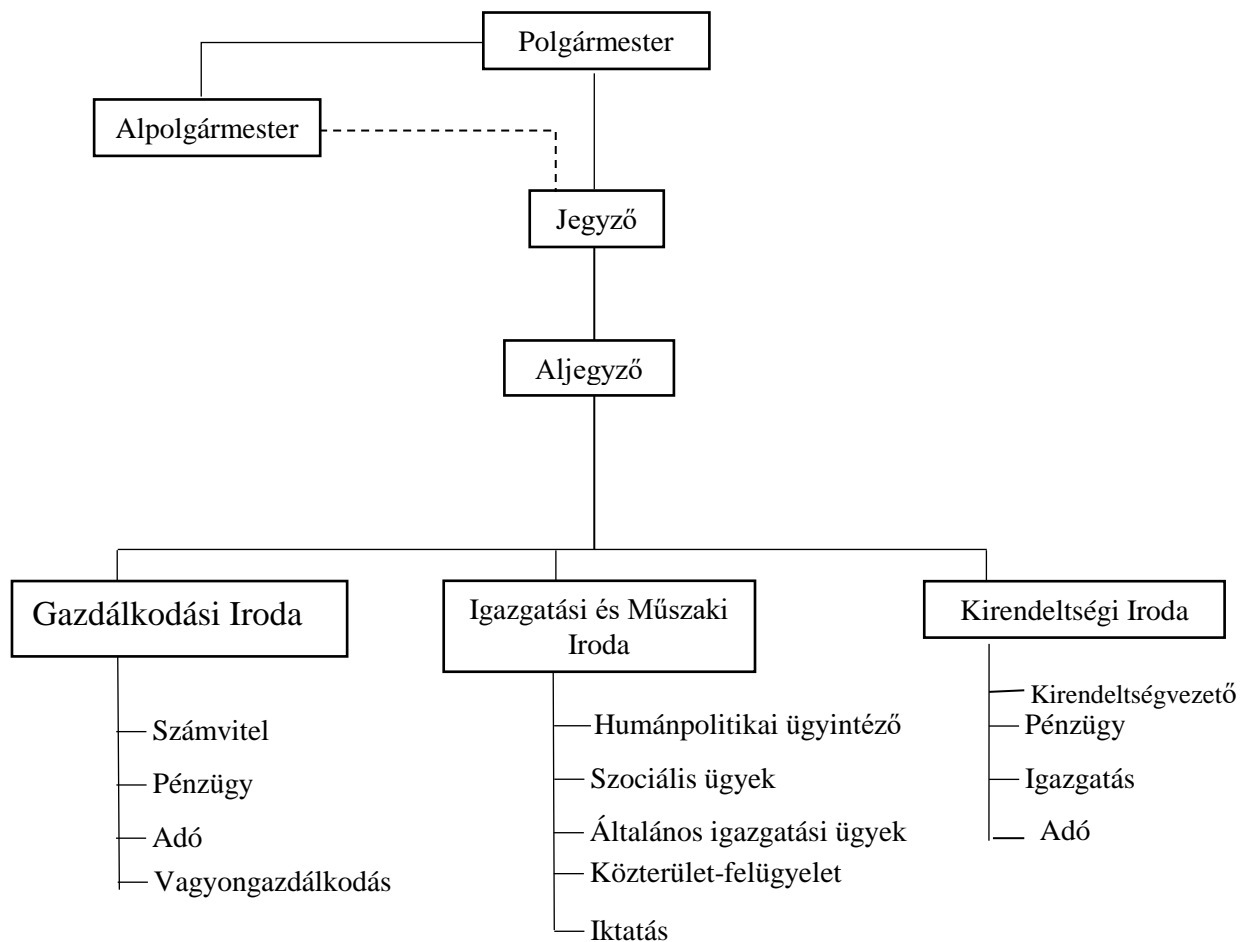 Polgármester
Alpolgármester
Jegyző
Aljegyző
Gazdálkodási Iroda
Számvitel
Pénzügy
Adó
Vagyongazdálkodás
Igazgatási és Műszaki
Iroda
Humánpolitikai ügyintéző
Szociális ügyek
Általános igazgatási ügyek
Közterület-felügyelet
Iktatás
Kirendeltségi Iroda
Kirendeltségvezető
Pénzügy
Igazgatás
Adó